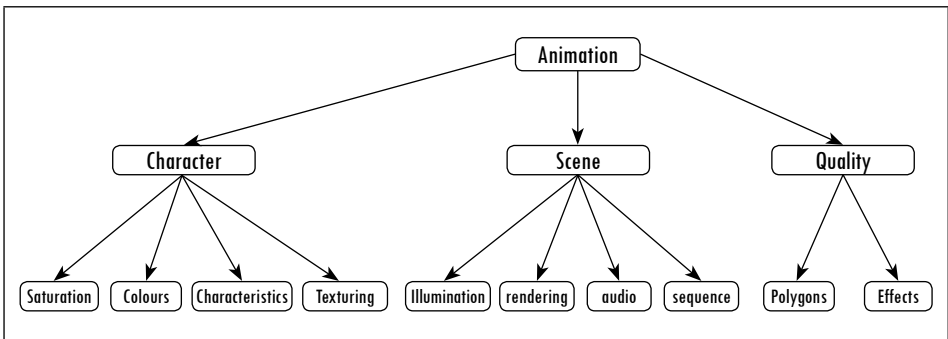 Animation
Character Scene Quality
Saturation Colours Characteristics Texturing Illumination rendering audio sequence Polygons Effects